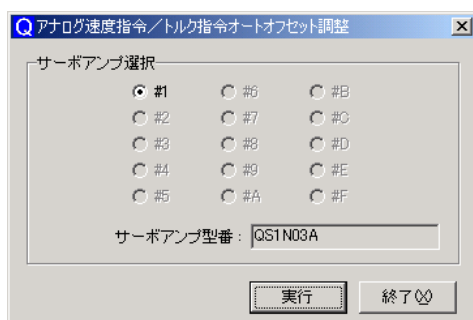 Q アナログ速度指令／トルク指令オートオフセット調整
サーボアンプ選択
#1 #6 #B
#2 #7 #C
#3 #8 #D
#4 #9 #E
#5 #A #F
サーボアンプ型番： QS1N03A
実行 終了(X)